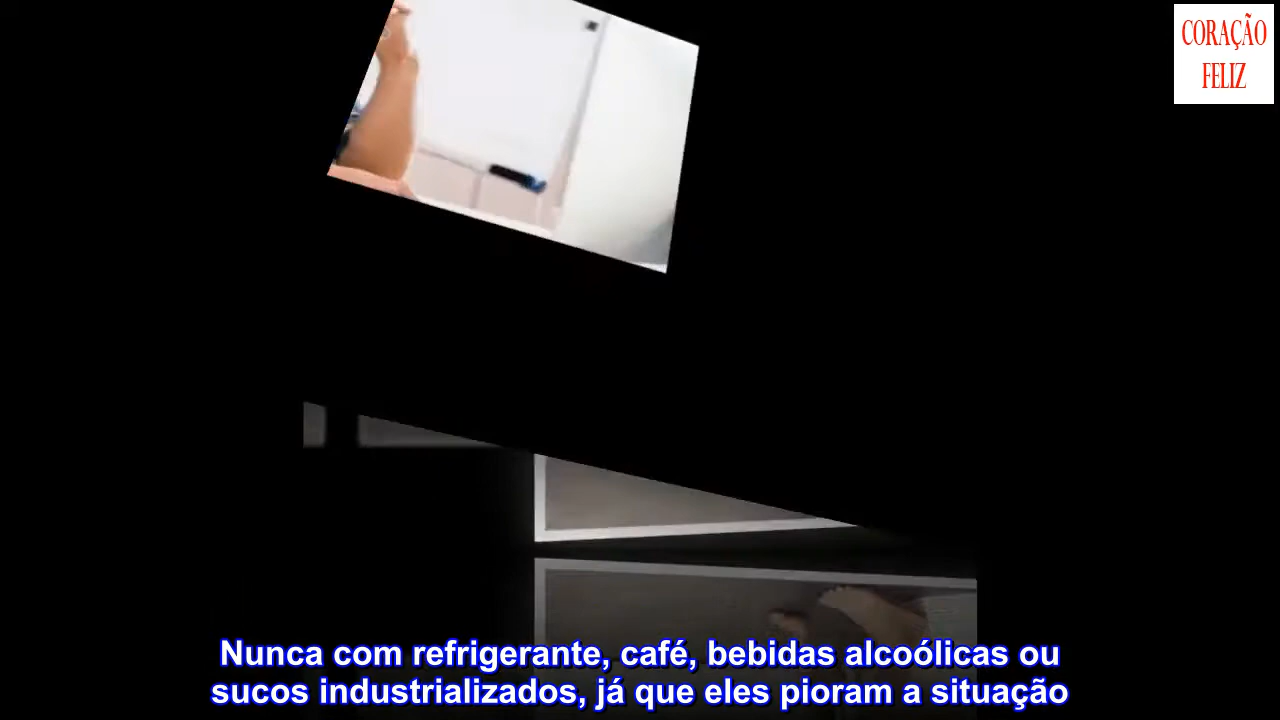 CORAÇÃO
FELIZ
Nunca com refrigerante, café, bebidas alcoólicas ou
sucos industrializados, já que eles pioram a situação